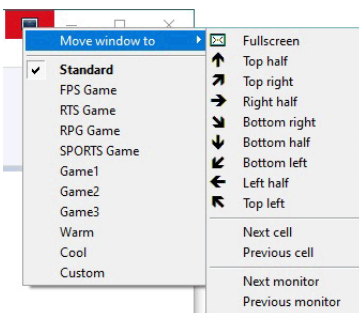 Move window to
Standard
FPS Game
RTS Game
RPG Game
SPORTS Game
Game1
Game2
Game3
Warm
Cool
Custom
Fullscreen
Top half
Top right
Right half
Bottom right
Bottom half
Bottom left
Left half
Top left
Next cell
Previous cell
Next monitor
Previous monitor